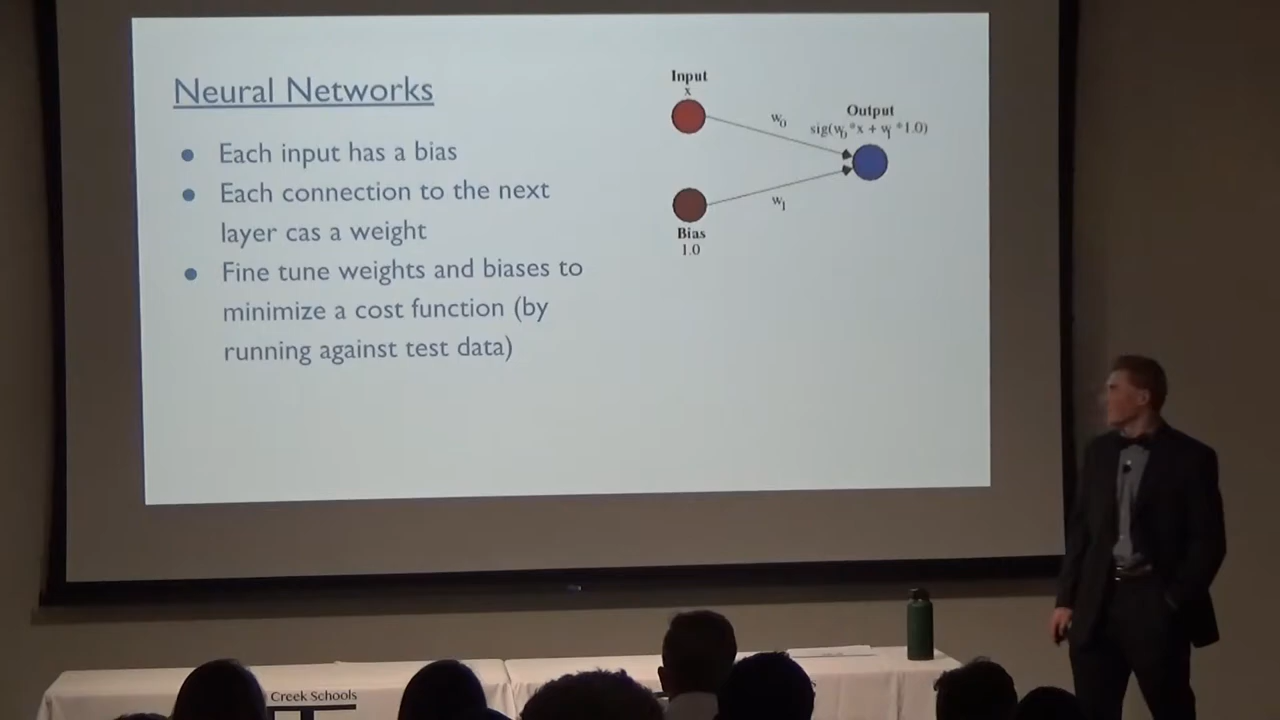 Neural Networks
Each input has a bias
Each connection to the next
layer cas a weight
Fine tune weights and biases to
minimize a cost function (by
running against test data)
Input
x
w0
Output
sig(w0*x + w1*1.0)
w1
Bias
1.0
Creek Schools